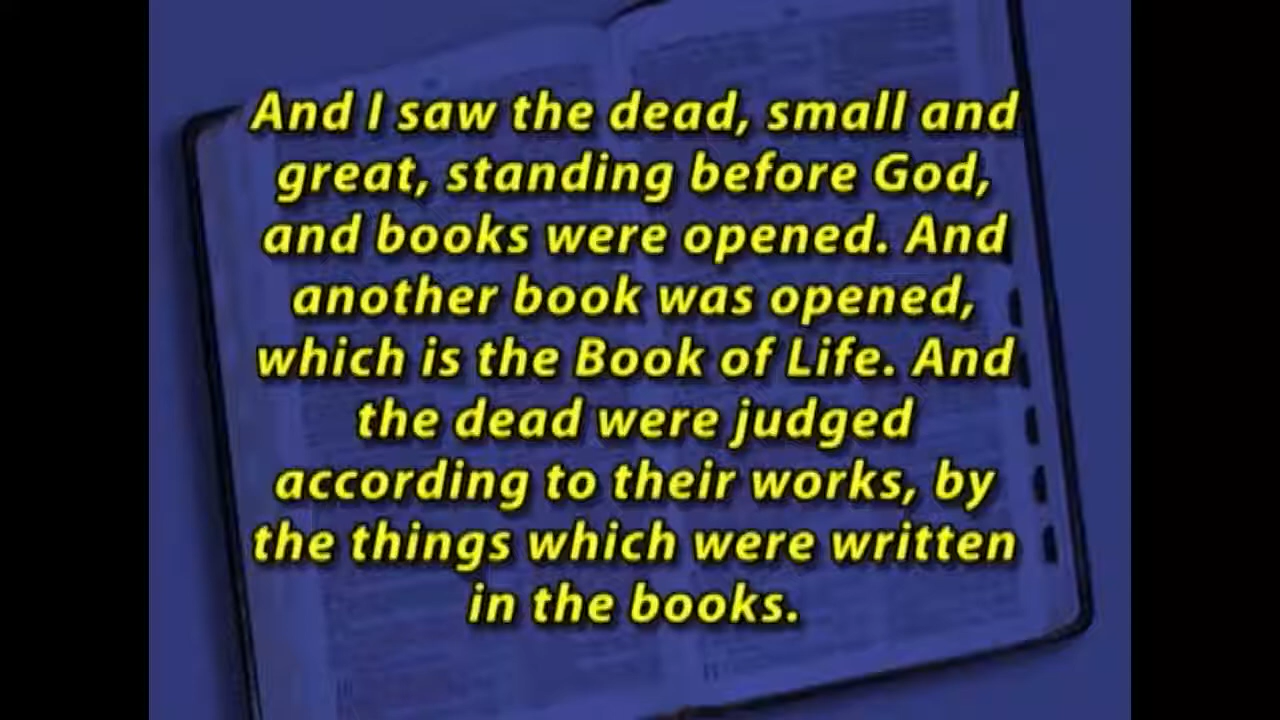 And I saw the dead, small and
great, standing before God,
and books were opened. And
another book was opened,
which is the Book of Life. And
the dead were judged
according to their works, by
the things which were written
in the books.